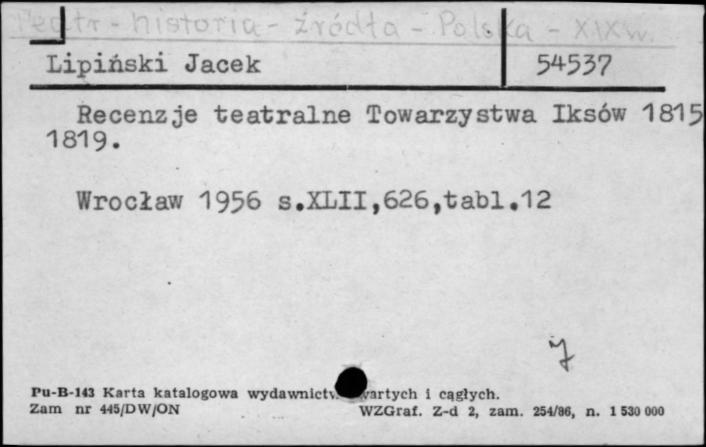 Teatr - historia - źródła - Polska - XIX w.
Lipiński Jacek 54537
Recenzje teatralne Towarzystwa Iksów 1815
1819.
Wrocław 1956 s.XLII,626,tabl.12
Pu-B-143 Karta katalogowa wydawnictw zwartych i ciągłych.
Zam nr 445/DW/ON WZGraf. Z-d 2, zam. 254/86, n. 1 530 000